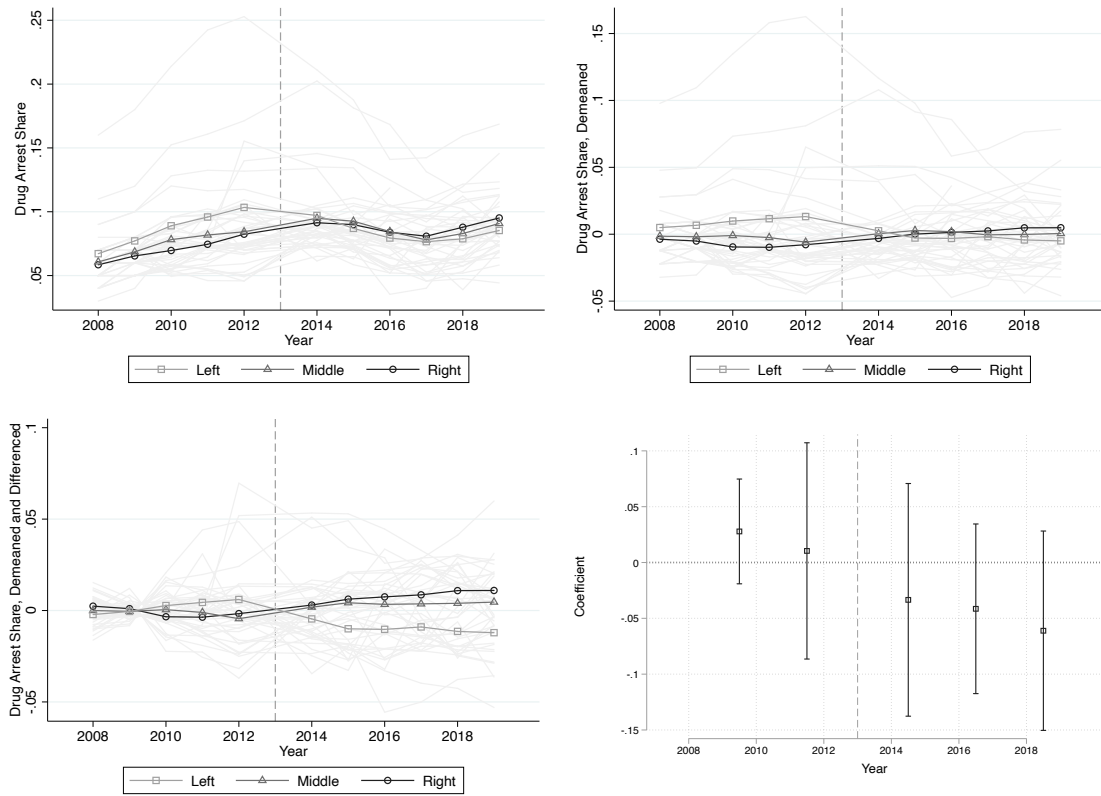 Drug Arrest Share
.25
.2
.15
.1
.05
2008 2010 2012 2014 2016 2018
Year
Left Middle Right
Drug Arrest Share, Demeaned
.15
.1
.05
0
-.05
2008 2010 2012 2014 2016 2018
Year
Left Middle Right
Drug Arrest Share, Demeaned and Differenced
.1
.05
0
-.05
2008 2010 2012 2014 2016 2018
Year
Left Middle Right
Coefficient
.1
.05
0
-.05
-.1
-.15
2008 2010 2012 2014 2016 2018
Year